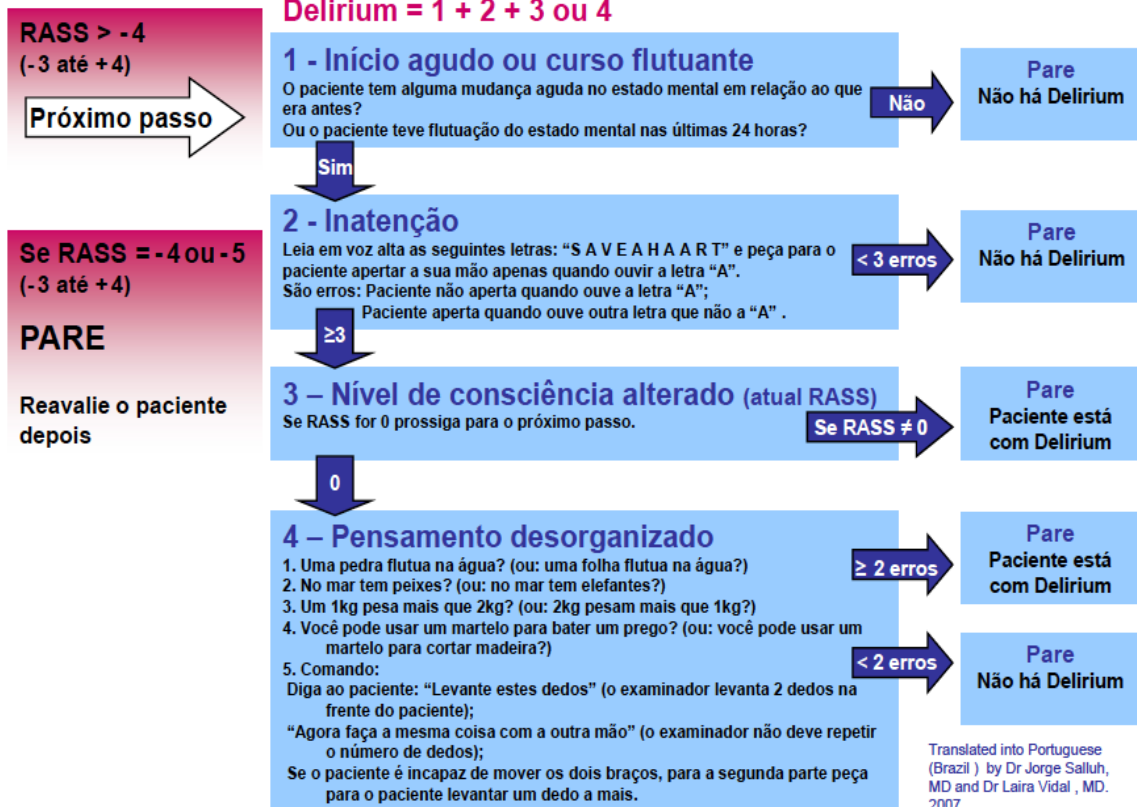 Delirium = 1 + 2 + 3 ou 4
RASS > - 4
(- 3 até + 4)
Próximo passo
1 - Início agudo ou curso flutuante
O paciente tem alguma mudança aguda no estado mental em relação ao que
era antes?
Ou o paciente teve flutuação do estado mental nas últimas 24 horas?
Não
Pare
Não há Delirium
Sim
Se RASS = - 4 ou - 5
(- 3 até + 4)
PARE
Reavalie o paciente
depois
2 - Inatenção
Leia em voz alta as seguintes letras: “S A V E A H A A R T” e peça para o
paciente apertar a sua mão apenas quando ouvir a letra “A”.
São erros: Paciente não aperta quando ouve a letra “A”;
Paciente aperta quando ouve outra letra que não a “A” .
< 3 erros
Pare
Não há Delirium
≥3
3 – Nível de consciência alterado (atual RASS)
Se RASS for 0 prossiga para o próximo passo.
Se RASS ≠ 0
Pare
Paciente está
com Delirium
0
4 – Pensamento desorganizado
1. Uma pedra flutua na água? (ou: uma folha flutua na água?)
2. No mar tem peixes? (ou: no mar tem elefantes?)
3. Um 1kg pesa mais que 2kg? (ou: 2kg pesam mais que 1kg?)
4. Você pode usar um martelo para bater um prego? (ou: você pode usar um
martelo para cortar madeira?)
5. Comando:
Diga ao paciente: “Levante estes dedos” (o examinador levanta 2 dedos na
frente do paciente);
“Agora faça a mesma coisa com a outra mão” (o examinador não deve repetir
o número de dedos);
Se o paciente é incapaz de mover os dois braços, para a segunda parte peça
para o paciente levantar um dedo a mais.
≥ 2 erros
Pare
Paciente está
com Delirium
< 2 erros
Pare
Não há Delirium
Translated into Portuguese
(Brazil ) by Dr Jorge Salluh,
MD and Dr Laira Vidal , MD.
2007